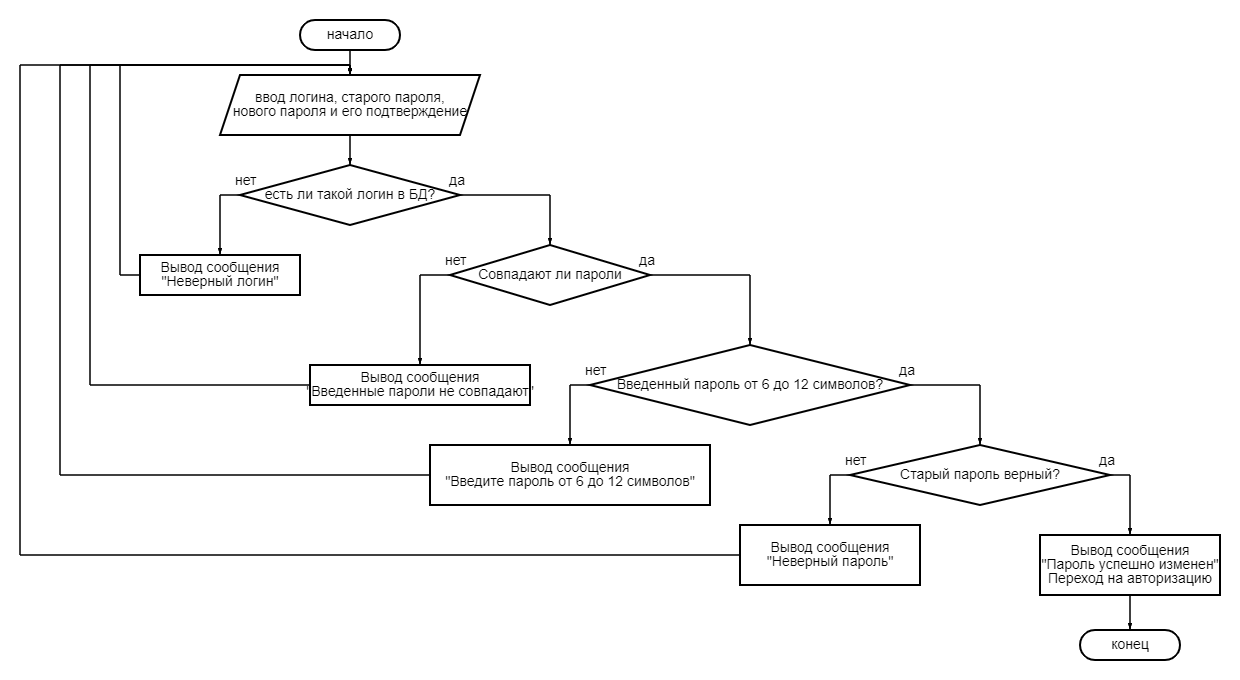 начало
ввод логина, старого пароля,
нового пароля и его подтверждение
нет
да
есть ли такой логин в БД?
Вывод сообщения
"Неверный логин"
нет
да
Совпадают ли пароли
Вывод сообщения
"Введенные пароли не совпадают"
нет
да
Введенный пароль от 6 до 12 символов?
Вывод сообщения
"Введите пароль от 6 до 12 символов"
нет
да
Старый пароль верный?
Вывод сообщения
"Неверный пароль"
Вывод сообщения
"Пароль успешно изменен"
Переход на авторизацию
конец